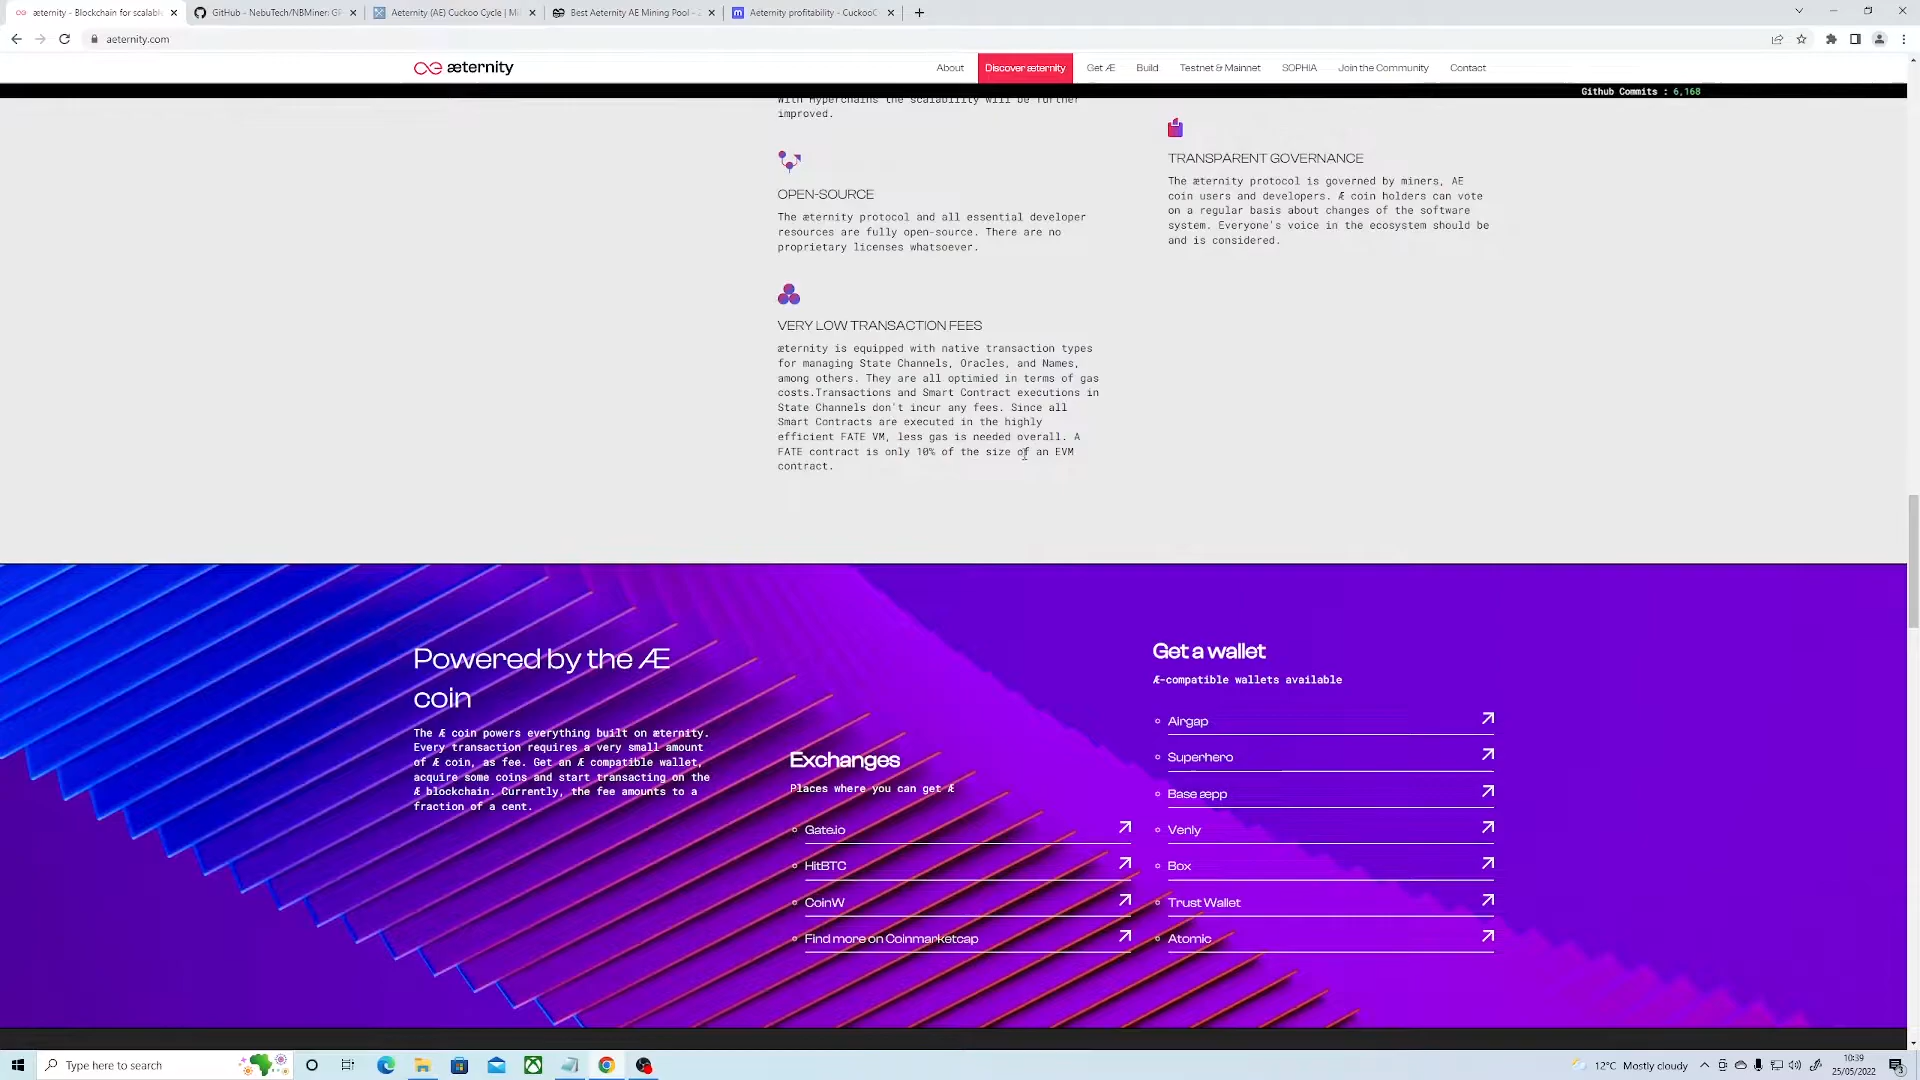 æternity - Blockchain for scalabl
GitHub - NebuTech/NBMiner: GP
Aeternity (AE) Cuckoo Cycle | Mi
Best Aeternity AE Mining Pool - 2
Aeternity profitability - CuckooC
aeternity.com
æternity
About
Discover æternity
Get Æ
Build
Testnet & Mainnet
SOPHIA
Join the Community
Contact
Github Commits : 6,168
With Hyperchains the scalability will be further
improved.
OPEN-SOURCE
The æternity protocol and all essential developer
resources are fully open-source. There are no
proprietary licenses whatsoever.
VERY LOW TRANSACTION FEES
æternity is equipped with native transaction types
for managing State Channels, Oracles, and Names,
among others. They are all optimied in terms of gas
costs.Transactions and Smart Contract executions in
State Channels don't incur any fees. Since all
Smart Contracts are executed in the highly
efficient FATE VM, less gas is needed overall. A
FATE contract is only 10% of the size of an EVM
contract.
TRANSPARENT GOVERNANCE
The æternity protocol is governed by miners, AE
coin users and developers. Æ coin holders can vote
on a regular basis about changes of the software
system. Everyone's voice in the ecosystem should be
and is considered.
Powered by the Æ
coin
The Æ coin powers everything built on æternity.
Every transaction requires a very small amount
of Æ coin, as fee. Get an Æ compatible wallet,
acquire some coins and start transacting on the
Æ blockchain. Currently, the fee amounts to a
fraction of a cent.
Exchanges
Places where you can get Æ
Gate.io
HitBTC
CoinW
Find more on Coinmarketcap
Get a wallet
Æ-compatible wallets available
Airgap
Superhero
Base æpp
Venly
Box
Trust Wallet
Atomic
Type here to search
12°C Mostly cloudy
10:39
25/05/2022